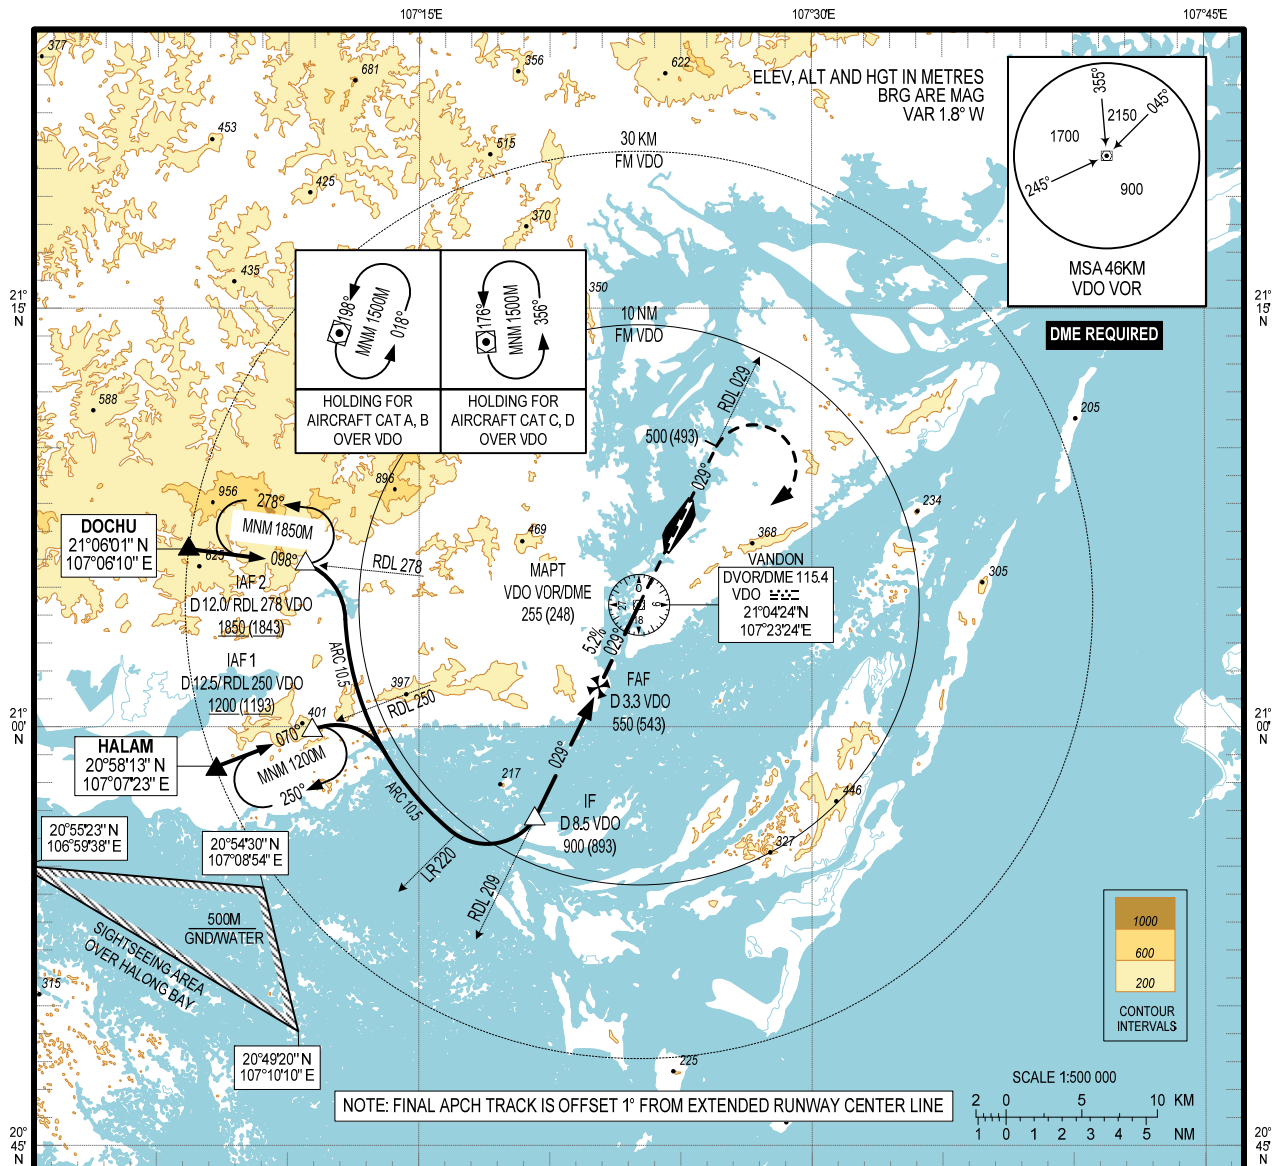 107°15'E
107°30'E
107°45'E
377
681
356
622
453
515
425
370
435
350
588
ELEV, ALT AND HGT IN METRES
BRG ARE MAG
VAR 1.8° W
30 KM
FM VDO
10 NM
FM VDO
355°
045°
245°
2150
1700
900
MSA 46KM
VDO VOR
DME REQUIRED
21°
15'
N
198°
MNM 1500M
018°
176°
MNM 1500M
356°
HOLDING FOR
AIRCRAFT CAT A, B
OVER VDO
HOLDING FOR
AIRCRAFT CAT C, D
OVER VDO
RDL 029
500 (493)
029°
205
234
305
896
956
278°
MNM 1850M
098°
825
DOCHU
21°06'01" N
107°06'10" E
RDL 278
IAF 2
D12.0/ RDL 278 VDO
1850 (1843)
469
MAPT
VDO VOR/DME
255 (248)
368
VANDON
DVOR/DME 115.4
VDO
21°04'24"N
107°23'24"E
0
9
18
27
5.2%
029°
FAF
D 3.3 VDO
550 (543)
IAF 1
D12.5/ RDL 250 VDO
1200 (1193)
ARC 10.5
397
RDL 250
401
070°
MNM 1200M
250°
HALAM
20°58'13" N
107°07'23" E
21°
00'
N
21°
00'
N
029°
217
ARC 10.5
IF
D 8.5 VDO
900 (893)
LR 220
RDL 209
446
327
20°55'23" N
106°59'38" E
20°54'30" N
107°08'54" E
500M
GND/WATER
SIGHTSEEING AREA
OVER HALONG BAY
315
20°49'20" N
107°10'10" E
225
1000
600
200
CONTOUR
INTERVALS
NOTE: FINAL APCH TRACK IS OFFSET 1° FROM EXTENDED RUNWAY CENTER LINE
SCALE 1:500 000
2 0 5 10 KM
1 0 1 2 3 4 5 NM
20°
45'
N
20°
45'
N